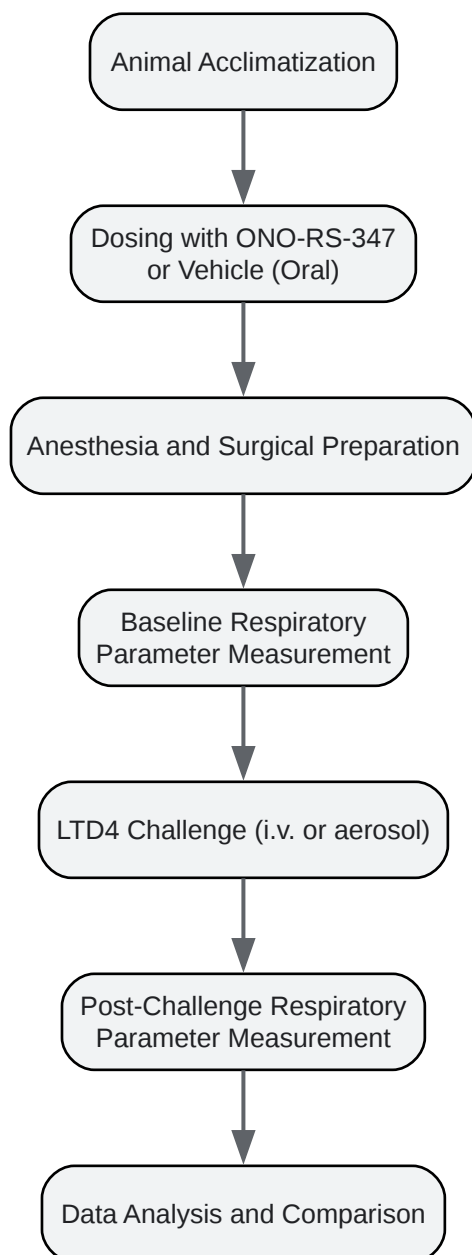 Animal Acclimatization
Dosing with ONO-RS-347
or Vehicle (Oral)
Anesthesia and Surgical Preparation
Baseline Respiratory
Parameter Measurement
LTD4 Challenge (i.v. or aerosol)
Post-Challenge Respiratory
Parameter Measurement
Data Analysis and Comparison